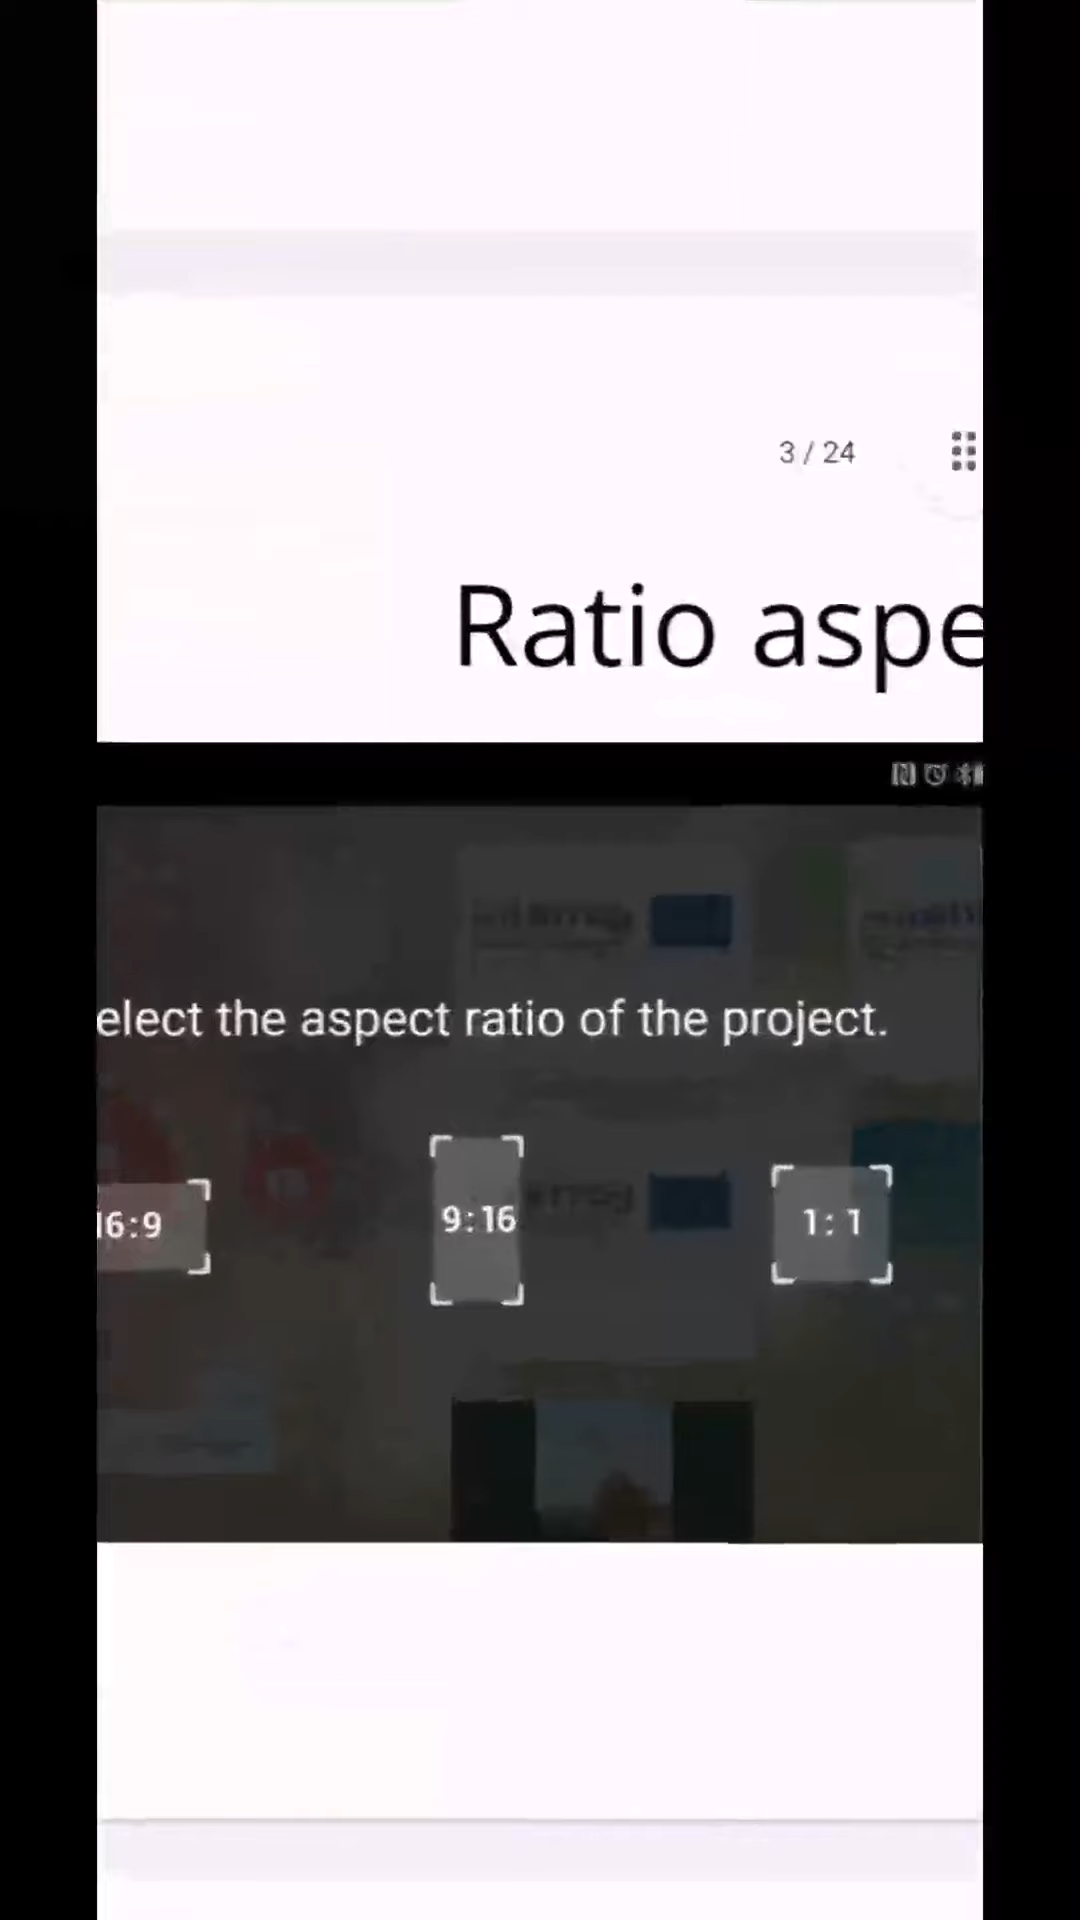 3 / 24
Ratio aspe
elect the aspect ratio of the project.
16:9
9:16
1:1